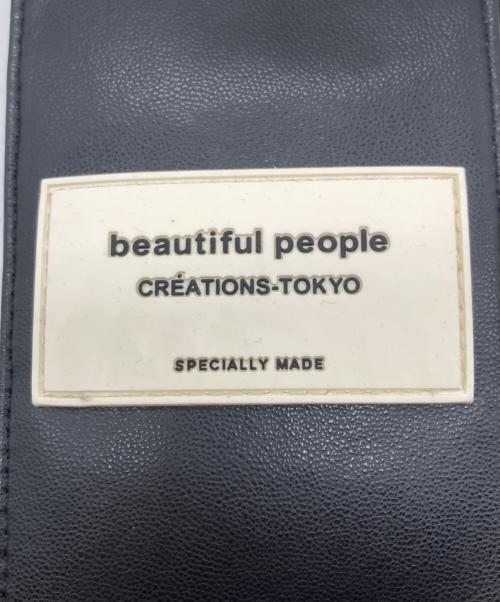 beautiful people
CRÉATIONS-TOKYO
SPECIALLY MADE